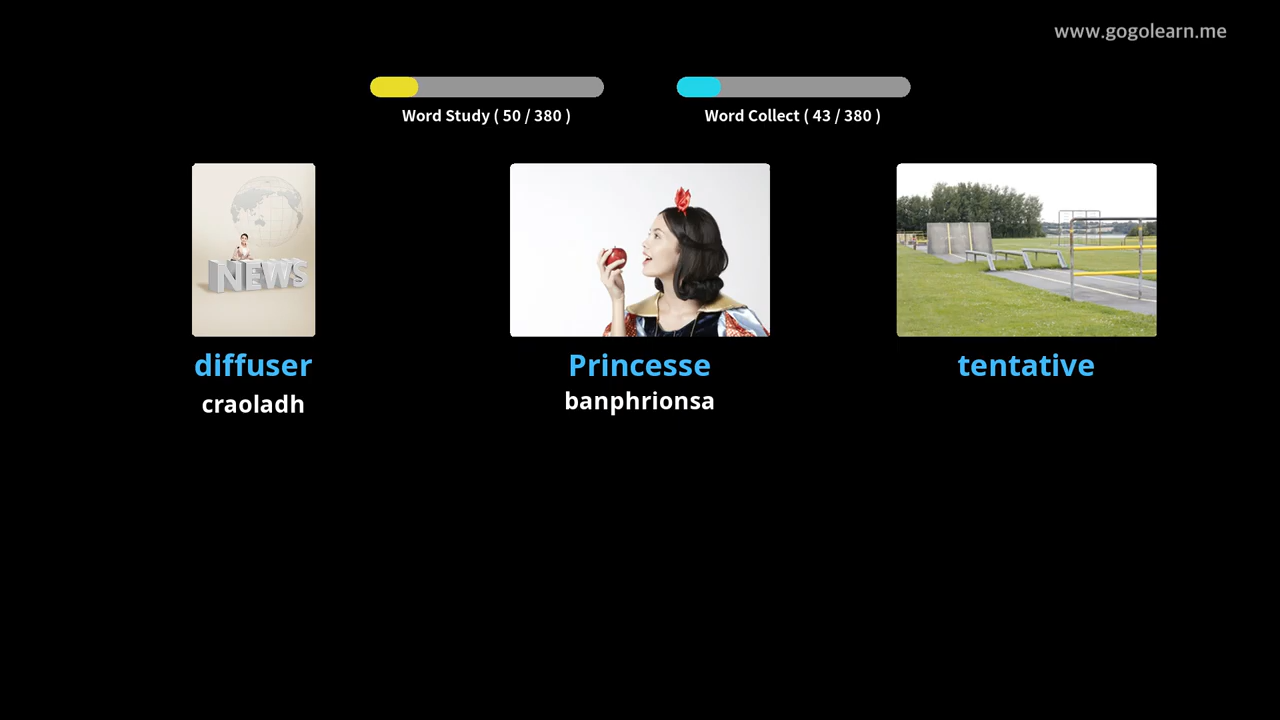 www.gogolearn.me
Word Study ( 50 / 380 )
Word Collect ( 43 / 380 )
NEWS
diffuser
craoladh
Princesse
banphrionsa
tentative